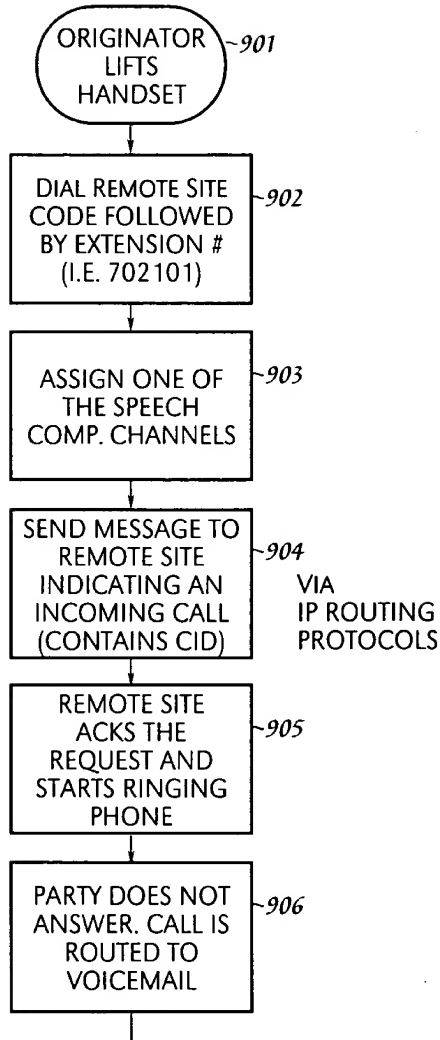 ORIGINATOR
LIFTS
HANDSET
901
DIAL REMOTE SITE
CODE FOLLOWED
BY EXTENSION #
(I.E. 702101)
902
ASSIGN ONE OF
THE SPEECH
COMP. CHANNELS
903
SEND MESSAGE TO
REMOTE SITE
INDICATING AN
INCOMING CALL
(CONTAINS CID)
904
VIA
IP ROUTING
PROTOCOLS
REMOTE SITE
ACKS THE
REQUEST AND
STARTS RINGING
PHONE
905
PARTY DOES NOT
ANSWER. CALL IS
ROUTED TO
VOICEMAIL
906